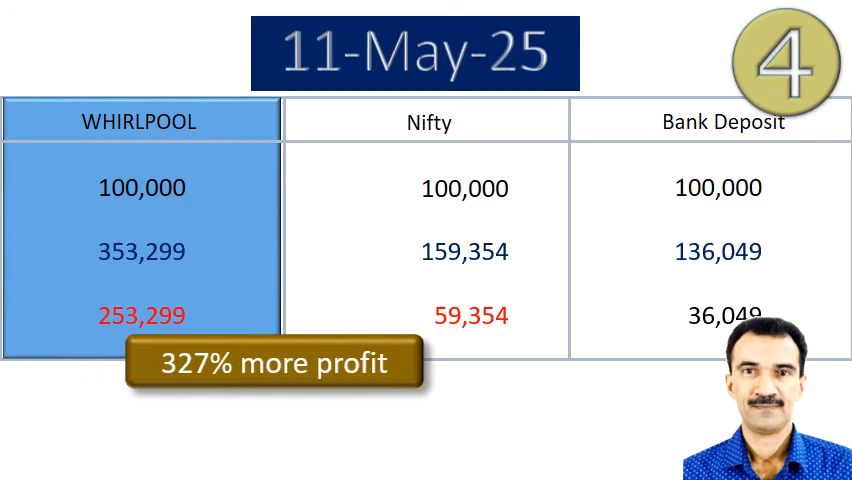 11-May-25
4
WHIRLPOOL Nifty Bank Deposit
100,000 100,000 100,000
353,299 159,354 136,049
253,299 59,354 36,049
327% more profit